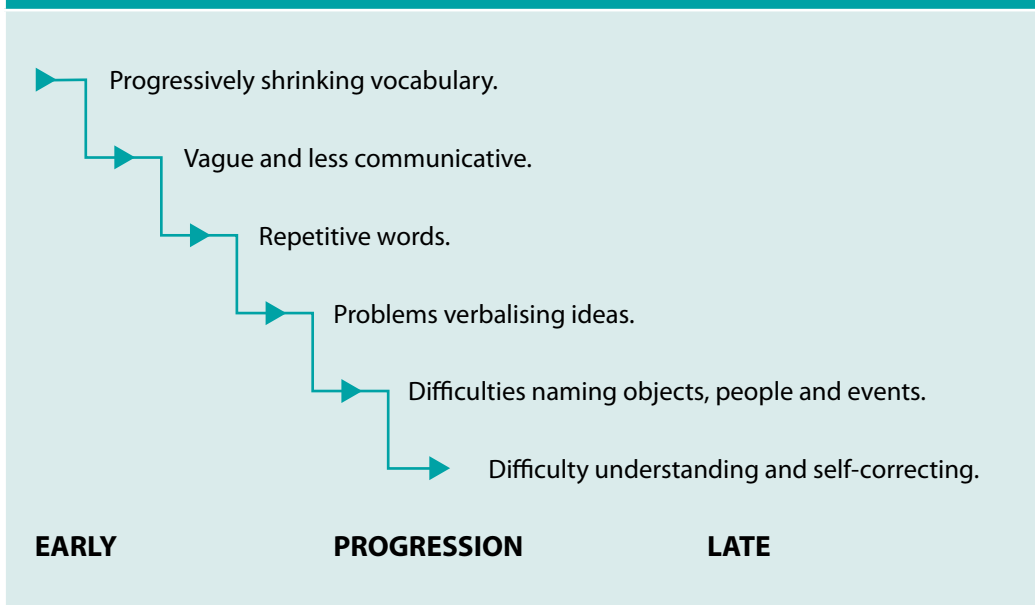 Progressively shrinking vocabulary.
Vague and less communicative.
Repetitive words.
Problems verbalising ideas.
Difficulties naming objects, people and events.
Difficulty understanding and self-correcting.
EARLY PROGRESSION LATE